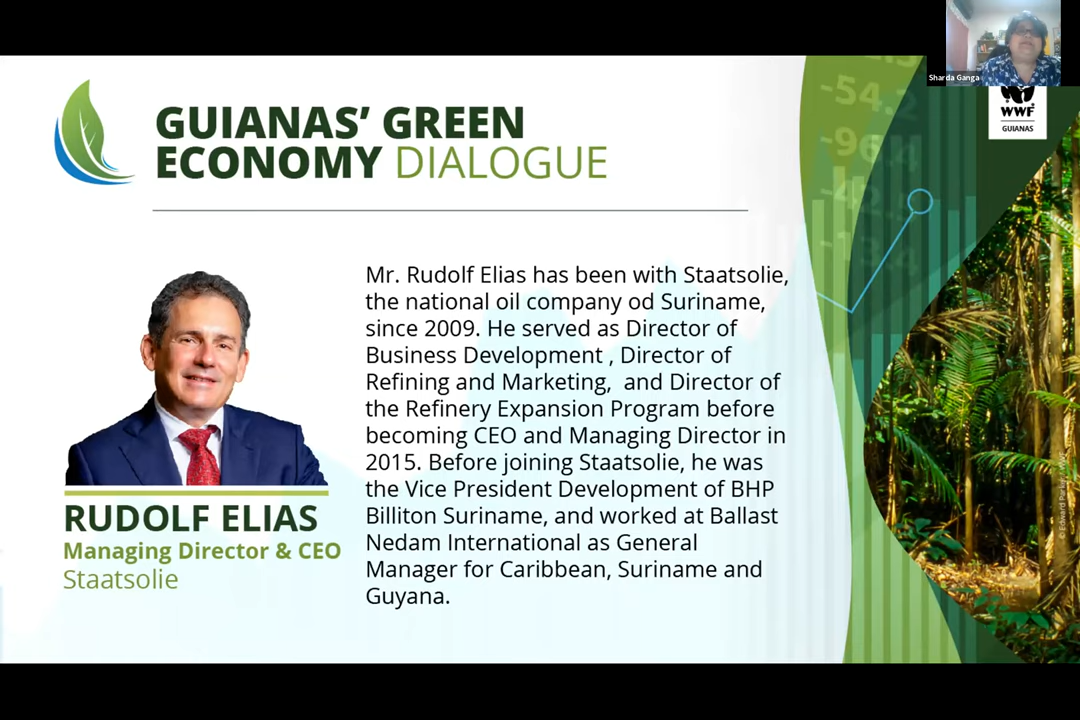 Sharda Ganga
-54.2
-96.4
WWF
GUIANAS
GUIANAS’ GREEN
ECONOMY DIALOGUE
Mr. Rudolf Elias has been with Staatsolie,
the national oil company od Suriname,
since 2009. He served as Director of
Business Development , Director of
Refining and Marketing,  and Director of
the Refinery Expansion Program before
becoming CEO and Managing Director in
2015. Before joining Staatsolie, he was
the Vice President Development of BHP
Billiton Suriname, and worked at Ballast
Nedam International as General
Manager for Caribbean, Suriname and
Guyana.
RUDOLF ELIAS
Managing Director & CEO
Staatsolie